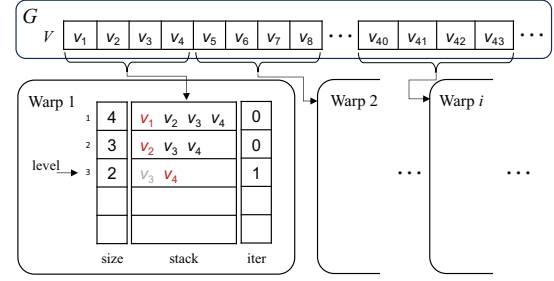 G
V v1 v2 v3 v4 v5 v6 v7 v8 ··· v40 v41 v42 v43 ···
Warp 1
1 4 v1 v2 v3 v4 0
2 3 v2 v3 v4 0
level 3 2 v3 v4 1
size stack iter
Warp 2
···
Warp i
···